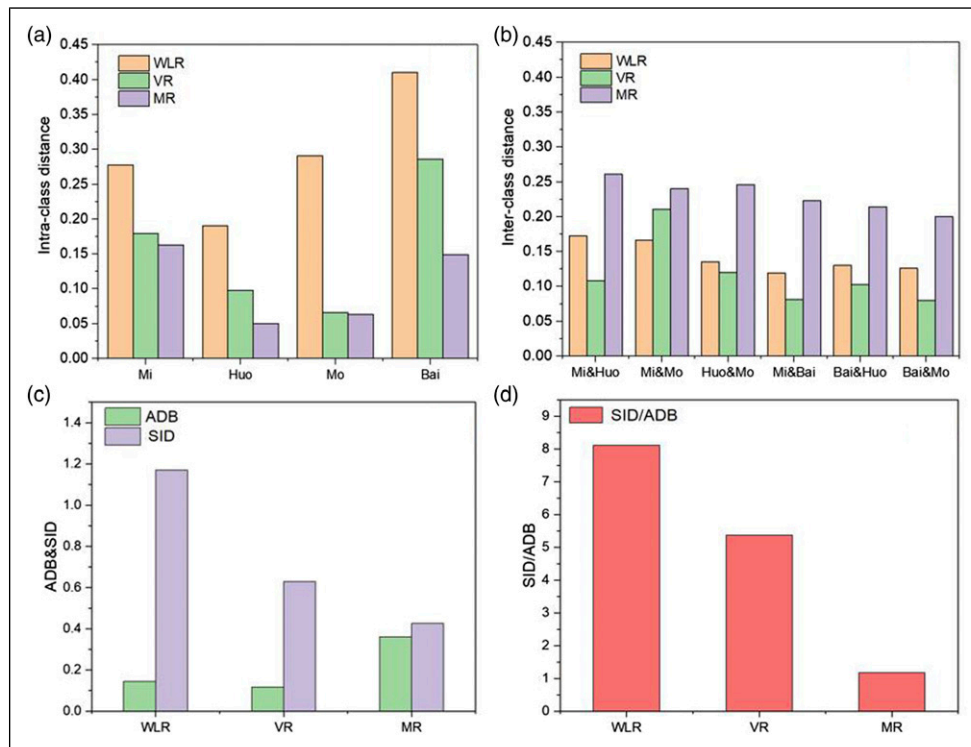 (a)
0.45
0.40
0.35
0.30
0.25
0.20
0.15
0.10
0.05
0.00
Intra-class distance
WLR
VR
MR
Mi Huo Mo Bai
(b)
0.45
0.40
0.35
0.30
0.25
0.20
0.15
0.10
0.05
0.00
Inter-class distance
WLR
VR
MR
Mi&Huo Mi&Mo Huo&Mo Mi&Bai Bai&Huo Bai&Mo
(c)
1.4
1.2
1.0
0.8
0.6
0.4
0.2
0.0
ADB&SID
ADB
SID
WLR VR MR
(d)
9
8
7
6
5
4
3
2
1
0
SID/ADB
SID/ADB
WLR VR MR